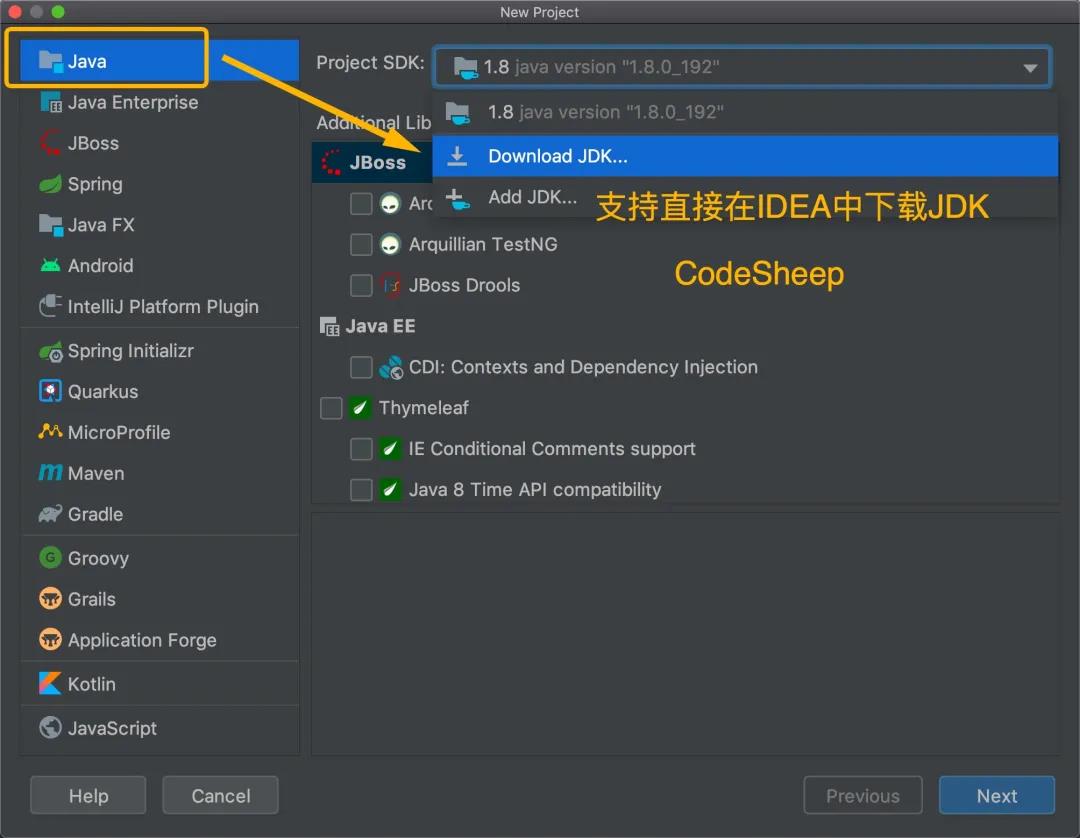 New Project
Java
Java Enterprise
JBoss
Spring
Java FX
Android
IntelliJ Platform Plugin
Spring Initializr
Quarkus
MicroProfile
Maven
Gradle
Groovy
Grails
Application Forge
Kotlin
JavaScript
Project SDK: 1.8 java version "1.8.0_192"
1.8 java version "1.8.0_192"
Download JDK...
Add JDK...
支持直接在IDEA中下载JDK
CodeSheep
Additional Lib
JBoss
Arquillian TestNG
JBoss Drools
Java EE
CDI: Contexts and Dependency Injection
Thymeleaf
IE Conditional Comments support
Java 8 Time API compatibility
Help
Cancel
Previous
Next